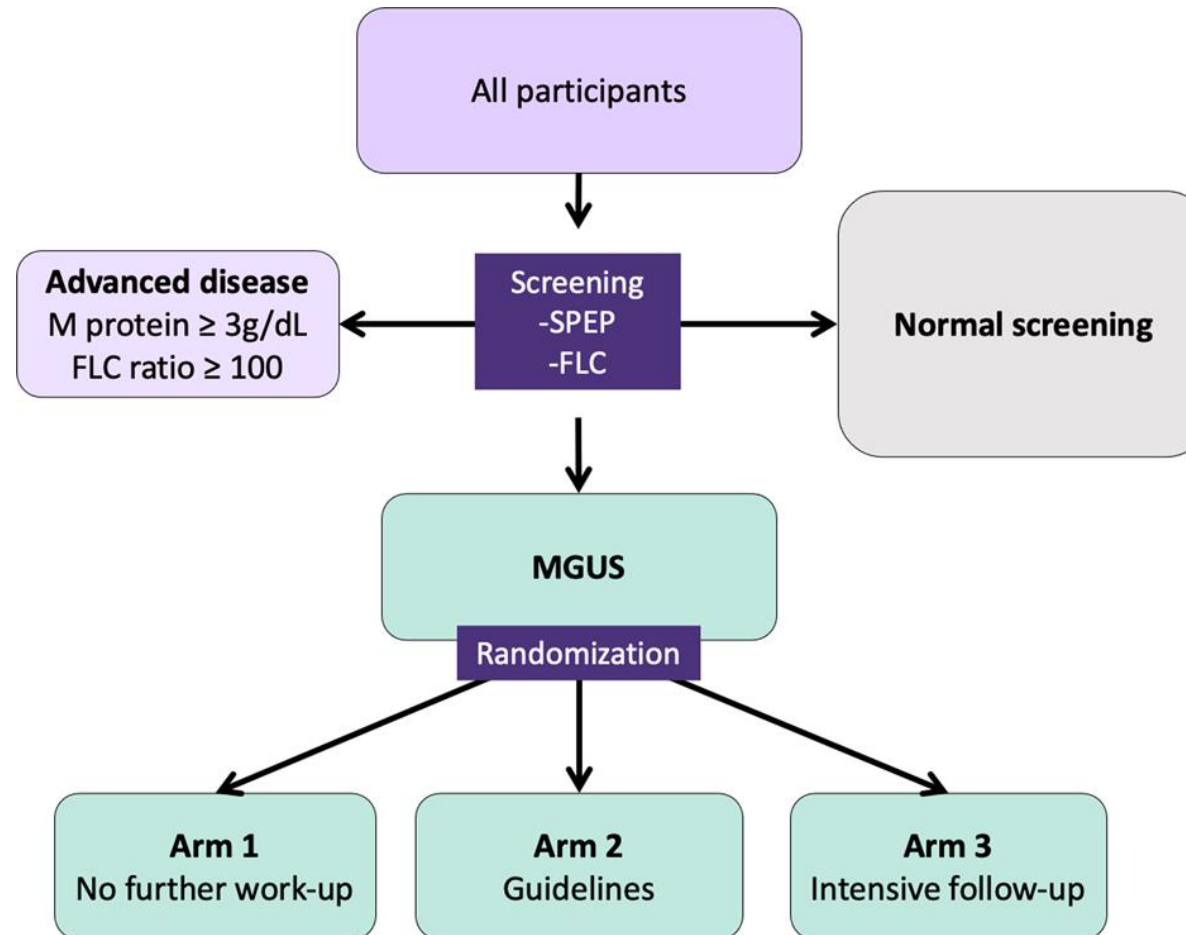 All participants
Advanced disease
M protein ≥ 3g/dL
FLC ratio ≥ 100
Screening
-SPEP
-FLC
Normal screening
MGUS
Randomization
Arm 1
No further work-up
Arm 2
Guidelines
Arm 3
Intensive follow-up